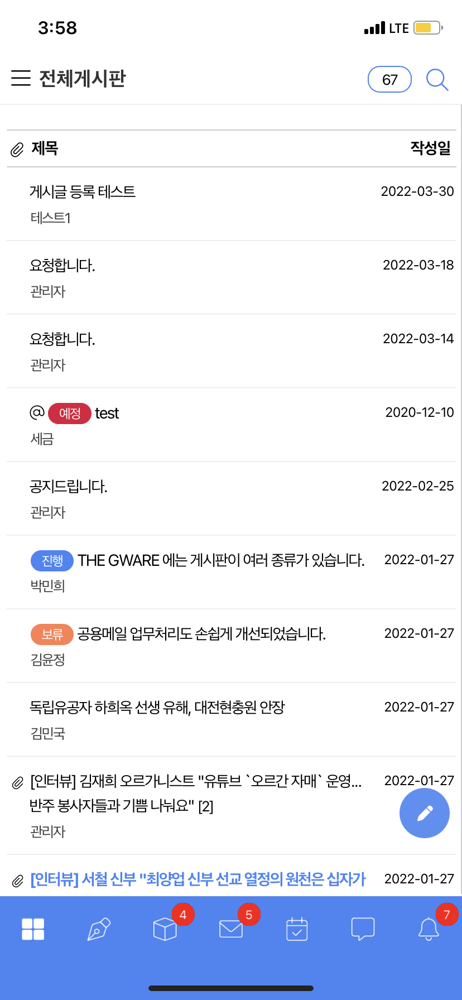 3:58
LTE
전체게시판
67
제목
작성일
게시글 등록 테스트
2022-03-30
테스트1
요청합니다.
2022-03-18
관리자
요청합니다.
2022-03-14
관리자
@ 예정 test
2020-12-10
세금
공지드립니다.
2022-02-25
관리자
진행 THE GWARE 에는 게시판이 여러 종류가 있습니다.
2022-01-27
박민희
보류 공용메일 업무처리도 손쉽게 개선되었습니다.
2022-01-27
김윤정
독립유공자 하희옥 선생 유해, 대전현충원 안장
2022-01-27
김민국
[인터뷰] 김재희 오르가니스트 "유튜브 `오르간 자매` 운영...
2022-01-27
반주 봉사자들과 기쁨 나눠요" [2]
관리자
[인터뷰] 서철 신부 "최양업 신부 선교 열정의 원천은 십자가
2022-01-27
4
5
7